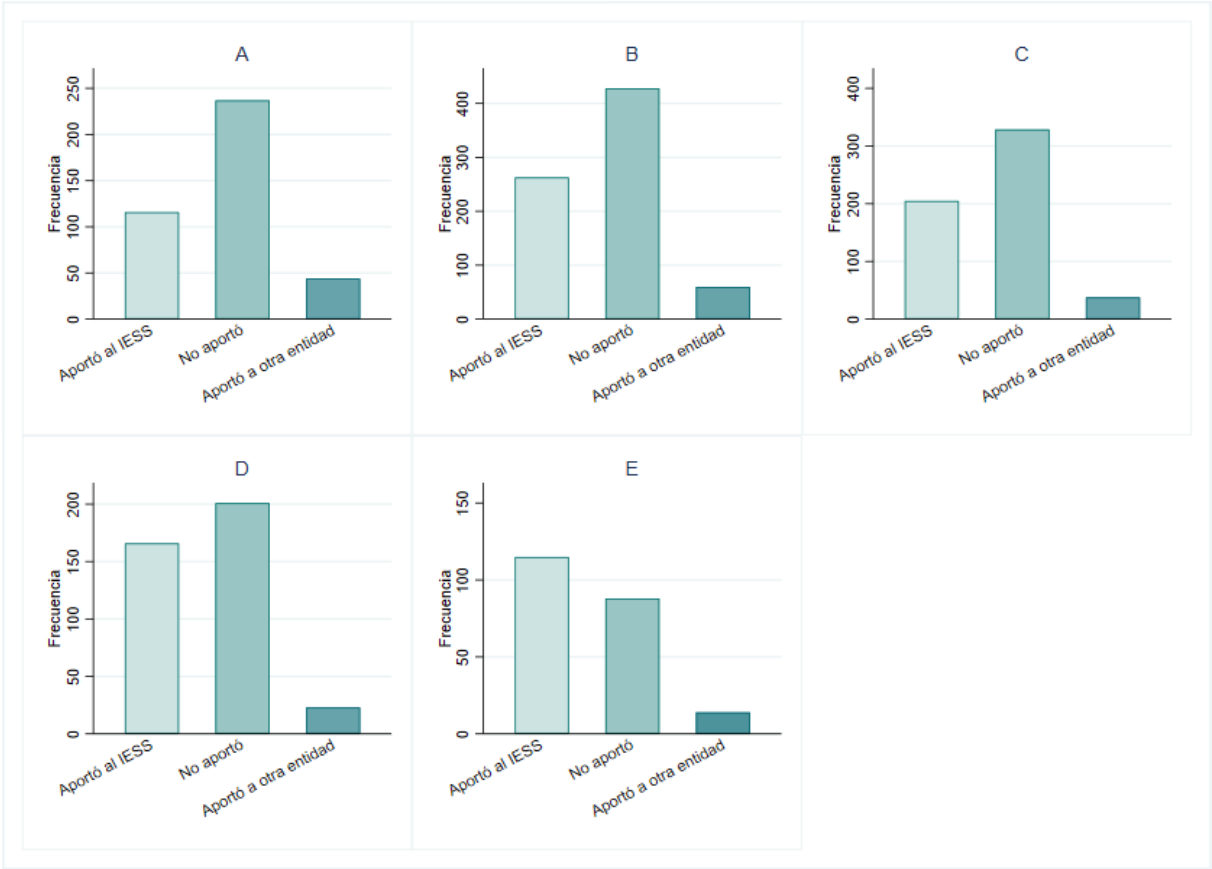 A
Frecuencia
250
200
150
100
50
0
Aportó al IESS
No aportó
Aportó a otra entidad
B
Frecuencia
400
300
200
100
0
Aportó al IESS
No aportó
Aportó a otra entidad
C
Frecuencia
400
300
200
100
0
Aportó al IESS
No aportó
Aportó a otra entidad
D
Frecuencia
200
150
100
50
0
Aportó al IESS
No aportó
Aportó a otra entidad
E
Frecuencia
150
100
50
0
Aportó al IESS
No aportó
Aportó a otra entidad